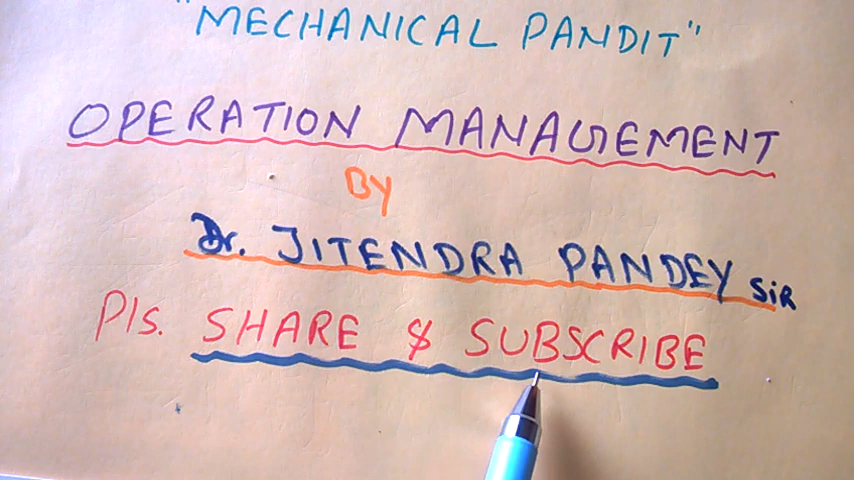 "MECHANICAL PANDIT"
OPERATION MANAGEMENT
BY
Dr. JITENDRA PANDEY SiR
Pls. SHARE & SUBSCRIBE